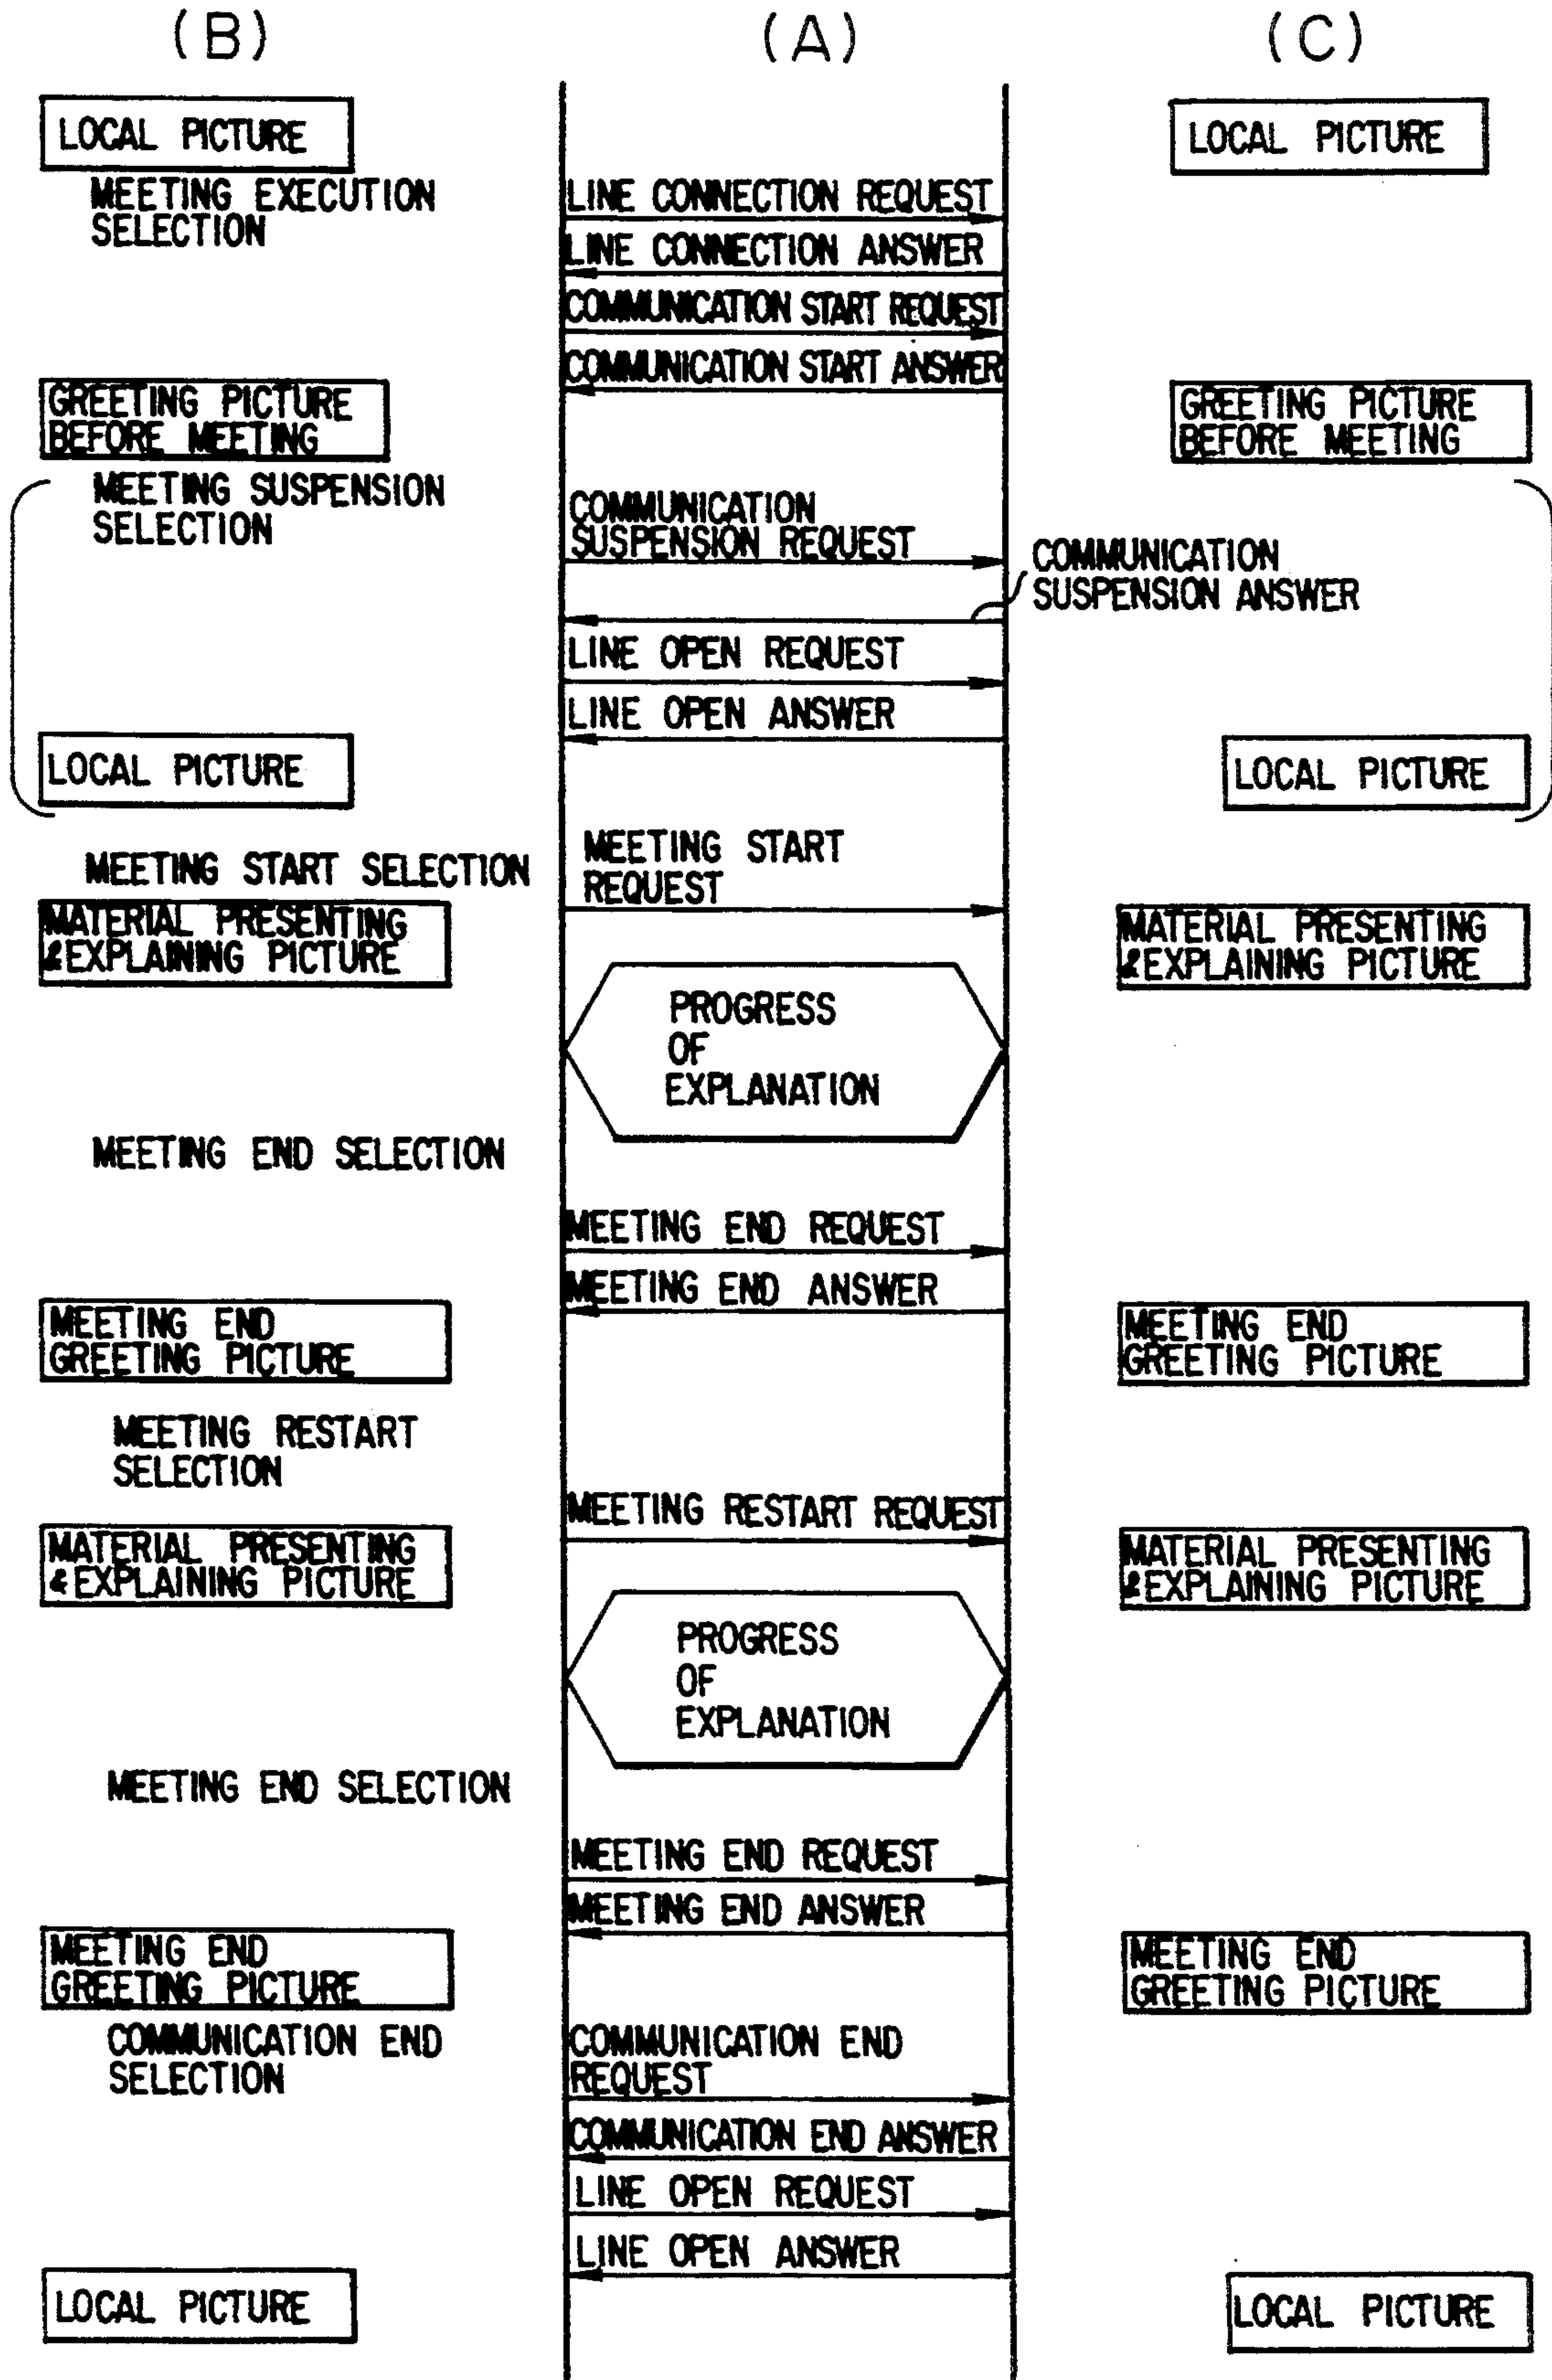 (B)
(A)
(C)
LOCAL PICTURE
LOCAL PICTURE
MEETING EXECUTION
SELECTION
LINE CONNECTION REQUEST
LINE CONNECTION ANSWER
COMMUNICATION START REQUEST
COMMUNICATION START ANSWER
GREETING PICTURE
BEFORE MEETING
GREETING PICTURE
BEFORE MEETING
MEETING SUSPENSION
SELECTION
COMMUNICATION
SUSPENSION REQUEST
COMMUNICATION
SUSPENSION ANSWER
LINE OPEN REQUEST
LINE OPEN ANSWER
LOCAL PICTURE
LOCAL PICTURE
MEETING START SELECTION
MEETING START
REQUEST
MATERIAL PRESENTING
&EXPLAINING PICTURE
MATERIAL PRESENTING
&EXPLAINING PICTURE
PROGRESS
OF
EXPLANATION
MEETING END SELECTION
MEETING END REQUEST
MEETING END ANSWER
MEETING END
GREETING PICTURE
MEETING END
GREETING PICTURE
MEETING RESTART
SELECTION
MEETING RESTART REQUEST
MATERIAL PRESENTING
&EXPLAINING PICTURE
MATERIAL PRESENTING
&EXPLAINING PICTURE
PROGRESS
OF
EXPLANATION
MEETING END SELECTION
MEETING END REQUEST
MEETING END ANSWER
MEETING END
GREETING PICTURE
MEETING END
GREETING PICTURE
COMMUNICATION END
SELECTION
COMMUNICATION END
REQUEST
COMMUNICATION END ANSWER
LINE OPEN REQUEST
LINE OPEN ANSWER
LOCAL PICTURE
LOCAL PICTURE